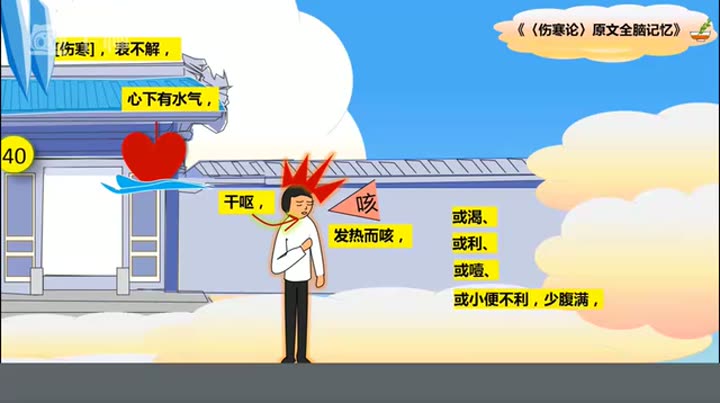 《〈伤寒论〉原文全脑记忆》
[伤寒]，表不解，
心下有水气，
40
干呕，
咳
发热而咳，
或渴、
或利、
或噎、
或小便不利，少腹满，